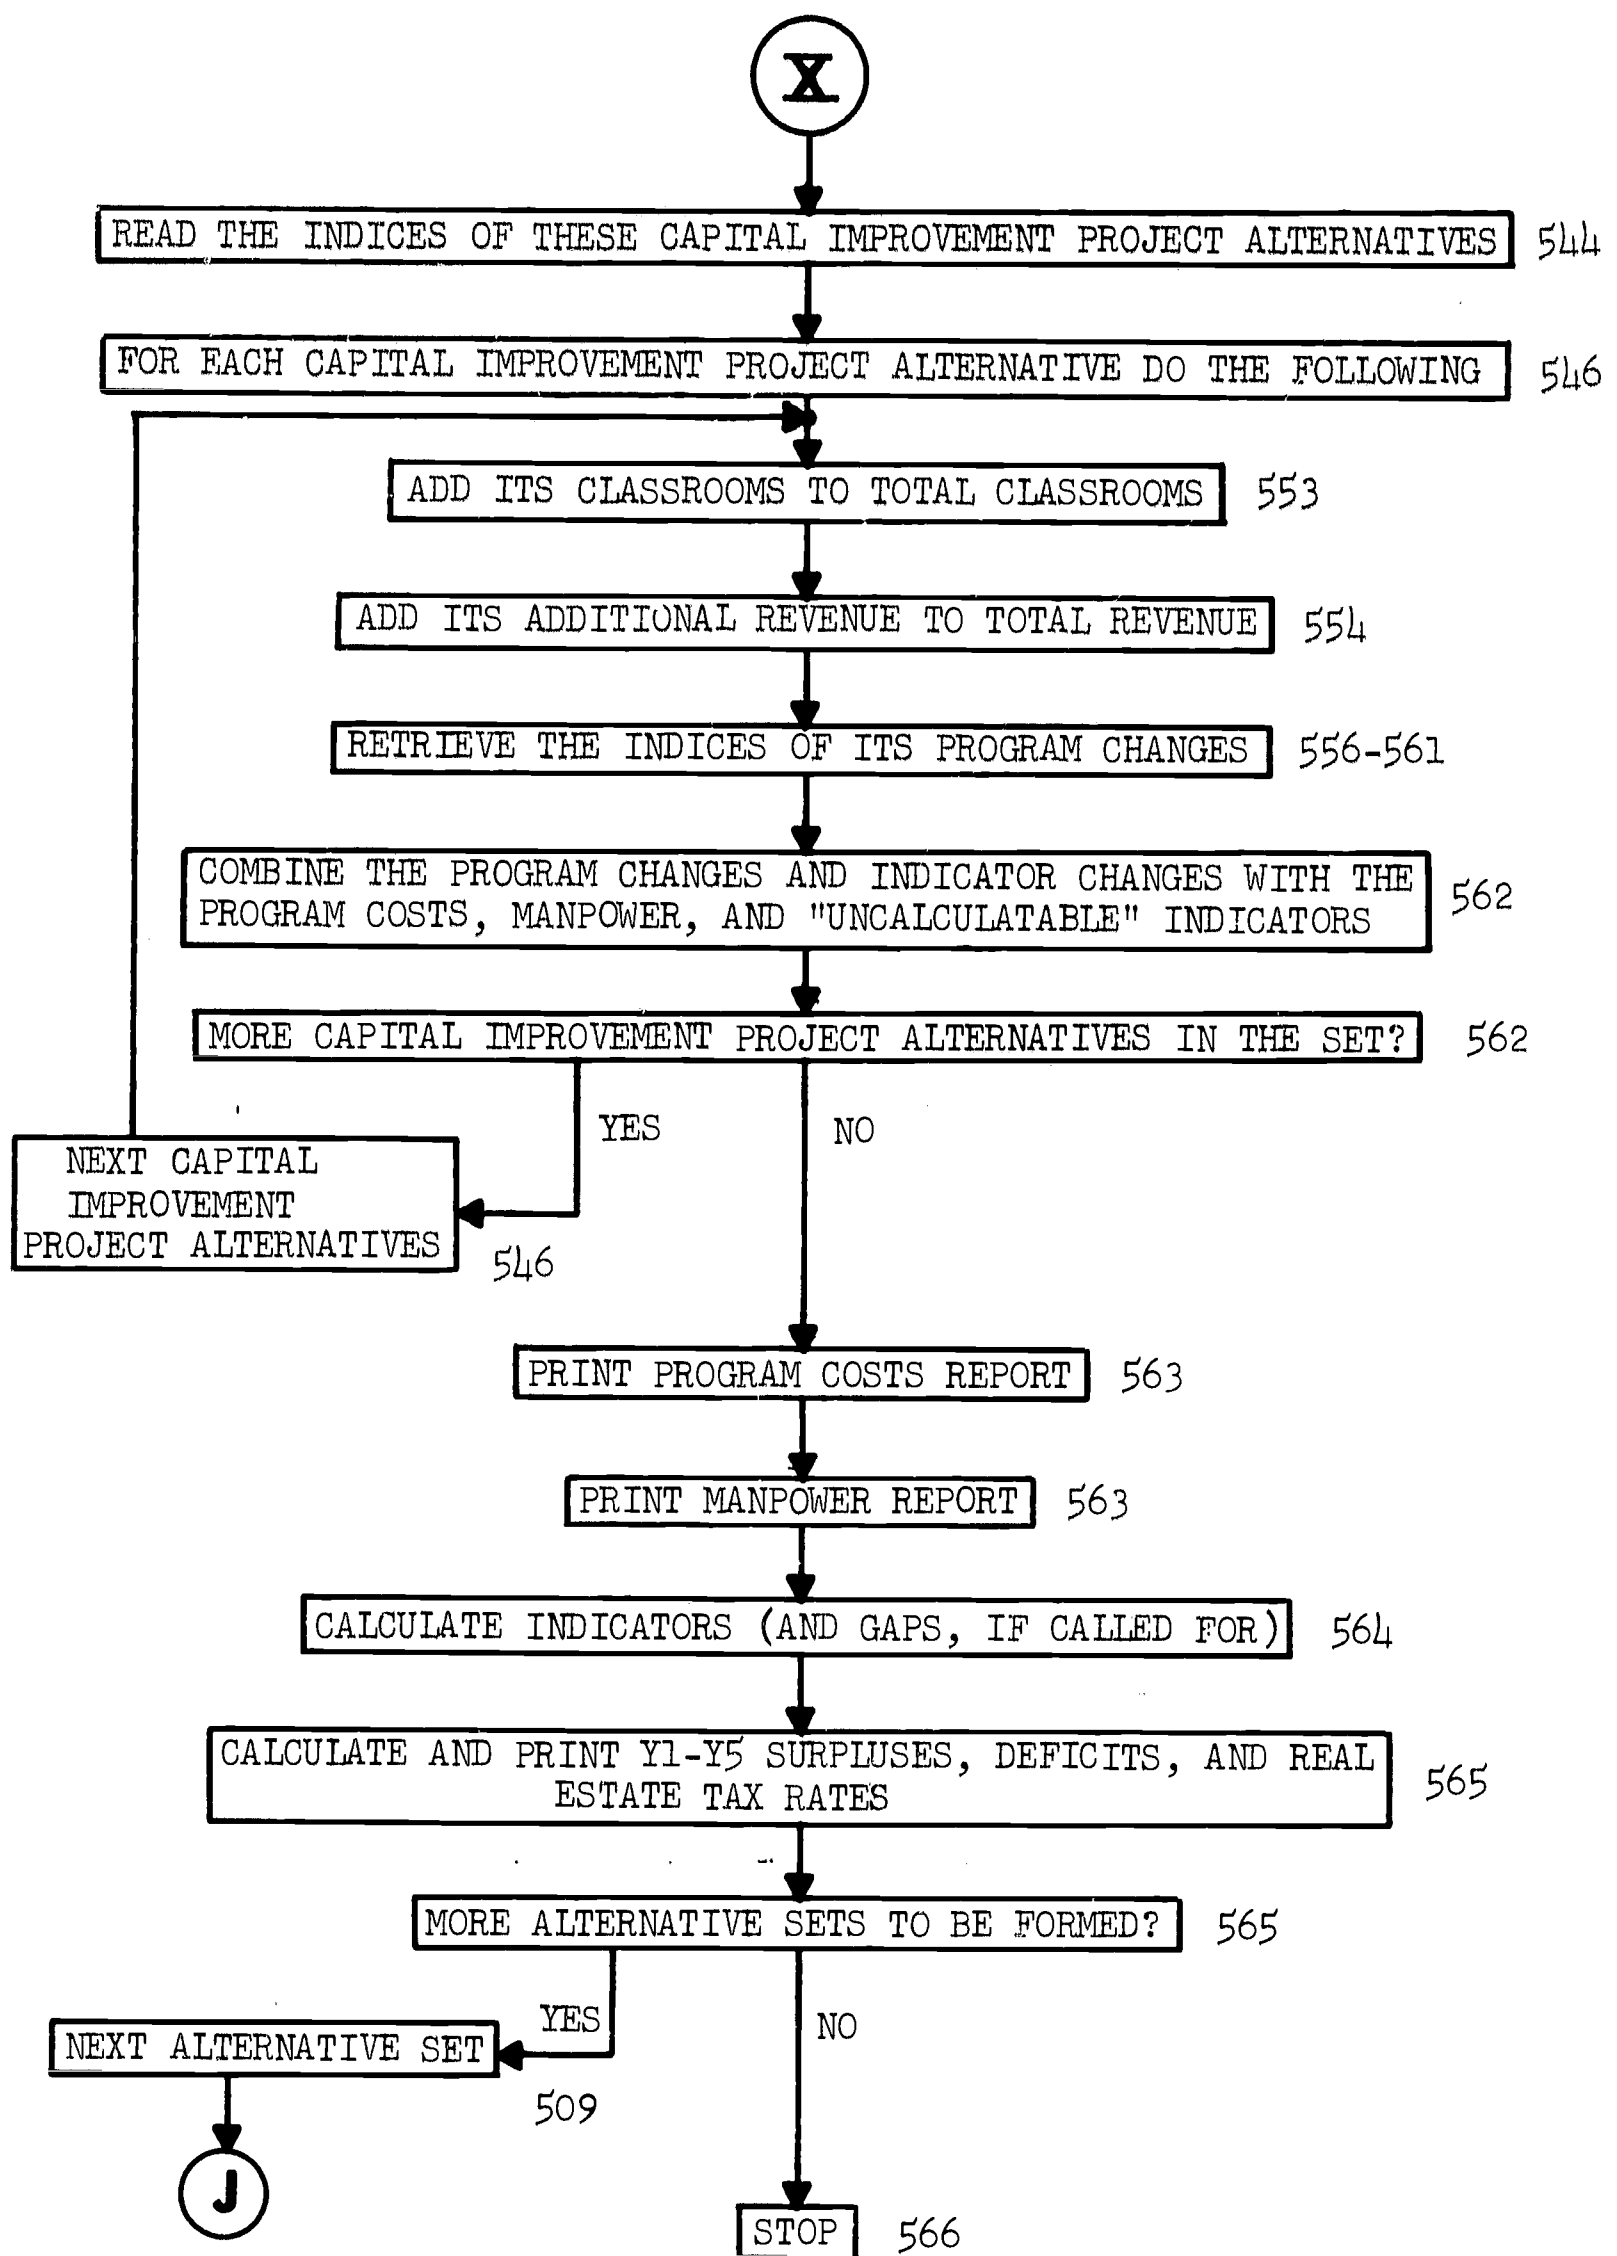 X
READ THE INDICES OF THESE CAPITAL IMPROVEMENT PROJECT ALTERNATIVES 544
FOR EACH CAPITAL IMPROVEMENT PROJECT ALTERNATIVE DO THE FOLLOWING 546
ADD ITS CLASSROOMS TO TOTAL CLASSROOMS 553
ADD ITS ADDITIONAL REVENUE TO TOTAL REVENUE 554
RETRIEVE THE INDICES OF ITS PROGRAM CHANGES 556-561
COMBINE THE PROGRAM CHANGES AND INDICATOR CHANGES WITH THE
PROGRAM COSTS, MANPOWER, AND "UNCALCULATABLE" INDICATORS
562
MORE CAPITAL IMPROVEMENT PROJECT ALTERNATIVES IN THE SET? 562
YES
NO
NEXT CAPITAL
IMPROVEMENT
PROJECT ALTERNATIVES
546
PRINT PROGRAM COSTS REPORT 563
PRINT MANPOWER REPORT 563
CALCULATE INDICATORS (AND GAPS, IF CALLED FOR) 564
CALCULATE AND PRINT Y1-Y5 SURPLUSES, DEFICITS, AND REAL
ESTATE TAX RATES
565
MORE ALTERNATIVE SETS TO BE FORMED? 565
YES
NO
NEXT ALTERNATIVE SET
509
J
STOP 566